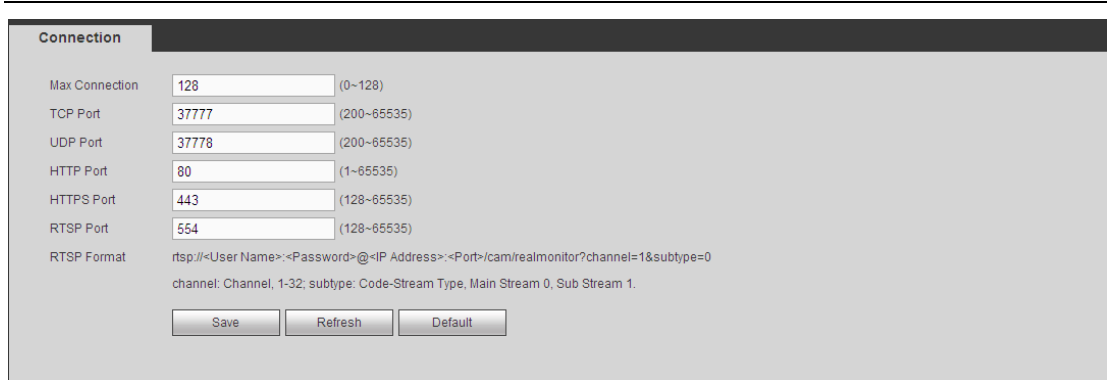 Connection
Max Connection 128 (0~128)
TCP Port 37777 (200~65535)
UDP Port 37778 (200~65535)
HTTP Port 80 (1~65535)
HTTPS Port 443 (128~65535)
RTSP Port 554 (128~65535)
RTSP Format rtsp://<User Name>:<Password>@<IP Address>:<Port>/cam/realmonitor?channel=1&subtype=0
channel: Channel, 1-32; subtype: Code-Stream Type, Main Stream 0, Sub Stream 1.
Save Refresh Default